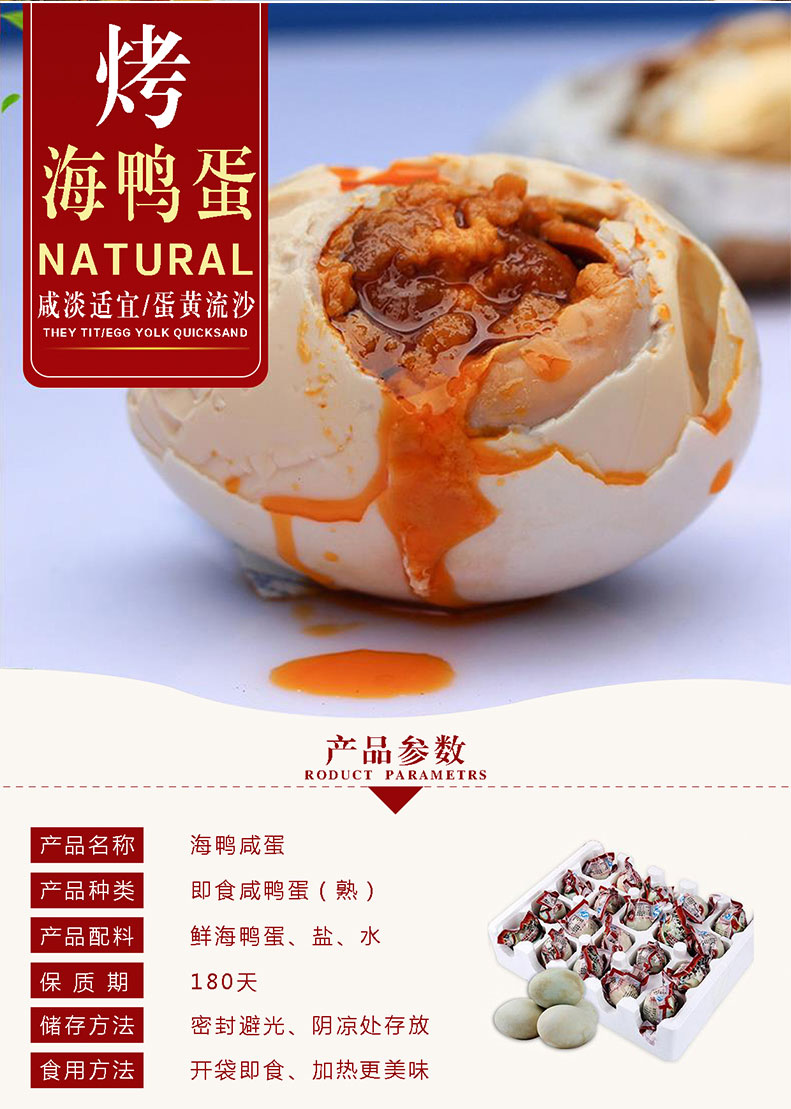 烤
海鸭蛋
NATURAL
咸淡适宜/蛋黄流沙
THEY TIT/EGG YOLK QUICKSAND
产品参数
RODUCT PARAMETRS
产品名称 海鸭咸蛋
产品种类 即食咸鸭蛋（熟）
产品配料 鲜海鸭蛋、盐、水
保质期 180天
储存方法 密封避光、阴凉处存放
食用方法 开袋即食、加热更美味